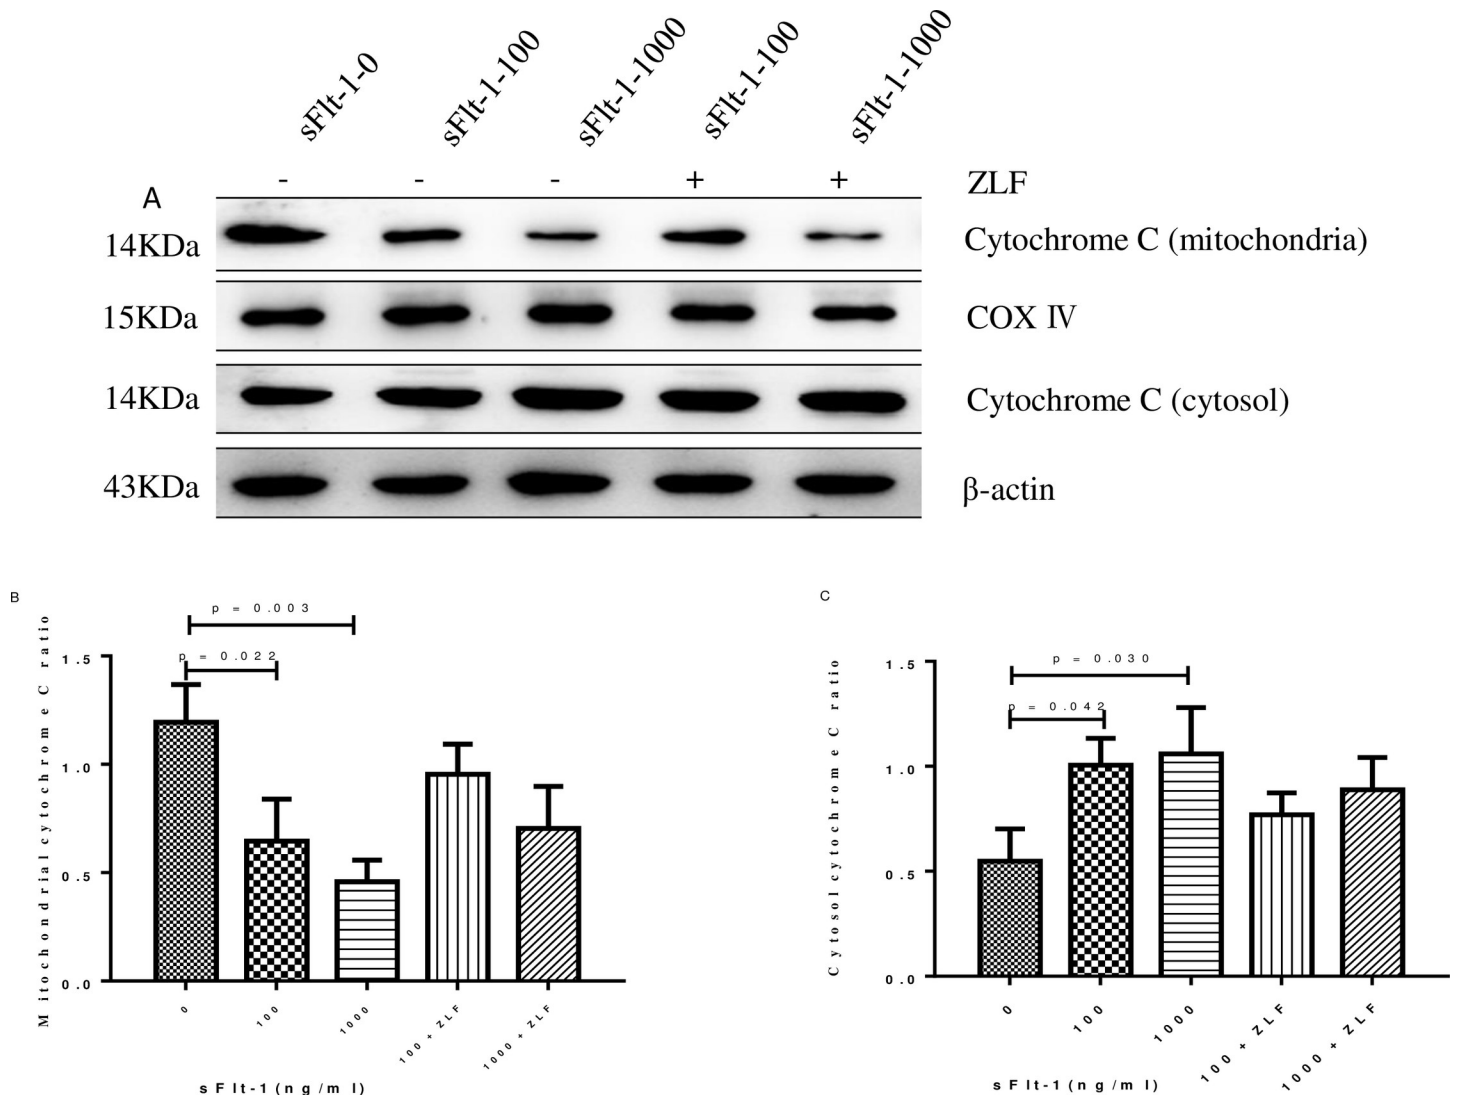 sFlt-1-0 sFlt-1-100 sFlt-1-1000 sFlt-1-100 sFlt-1-1000
A - - - + + ZLF
14KDa Cytochrome C (mitochondria)
15KDa COX IV
14KDa Cytochrome C (cytosol)
43KDa β-actin
B
p = 0.003
p = 0.022
Mitochondrial cytochrome C ratio
1.5
1.0
0.5
0.0
0 100 1000 100+ZLF 1000+ZLF
sFlt-1(ng/ml)
C
p = 0.030
p = 0.042
Cytosol cytochrome C ratio
1.5
1.0
0.5
0.0
0 100 1000 100+ZLF 1000+ZLF
sFlt-1(ng/ml)